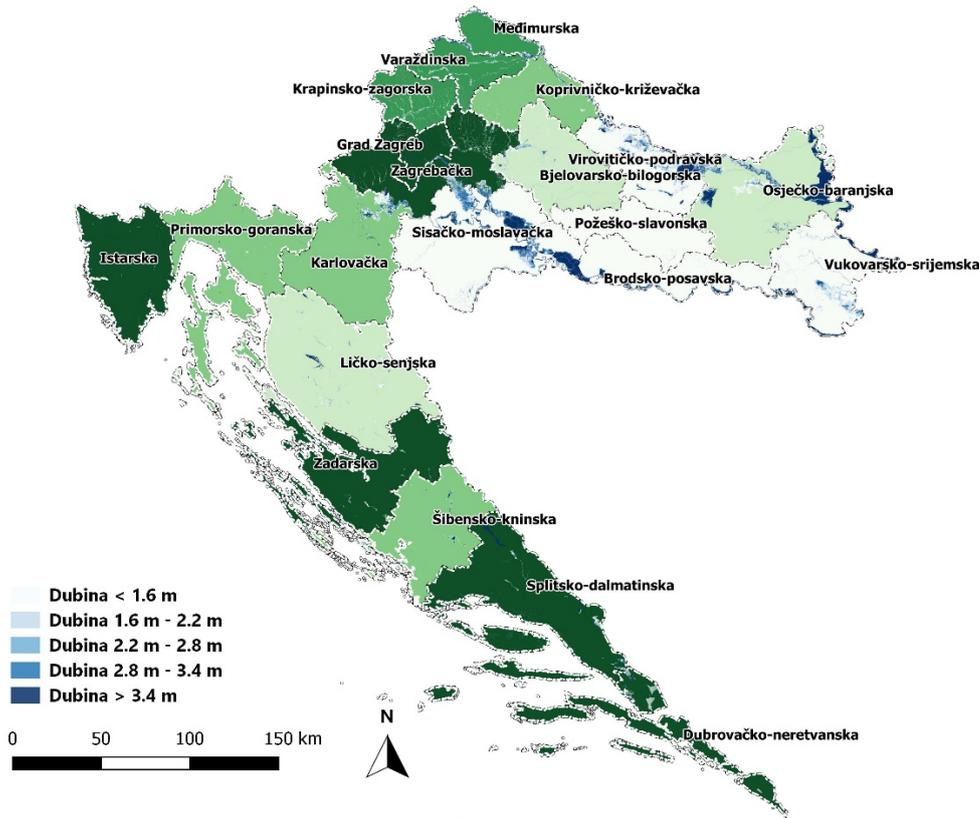 Međimurska
Varaždinska
Krapinsko-zagorska
Koprivničko-križevačka
Grad Zagreb
Virovitičko-podravska
Zagrebačka
Bjelovarsko-bilogorska
Osječko-baranjska
Požeško-slavonska
Primorsko-goranska
Sisačko-moslavačka
Istarska
Karlovačka
Vukovarsko-srijemska
Brodsko-posavska
Ličko-senjska
Zadarska
Šibensko-kninska
Splitsko-dalmatinska
Dubrovačko-neretvanska
Dubina < 1.6 m
Dubina 1.6 m - 2.2 m
Dubina 2.2 m - 2.8 m
Dubina 2.8 m - 3.4 m
Dubina > 3.4 m
0 50 100 150 km
N